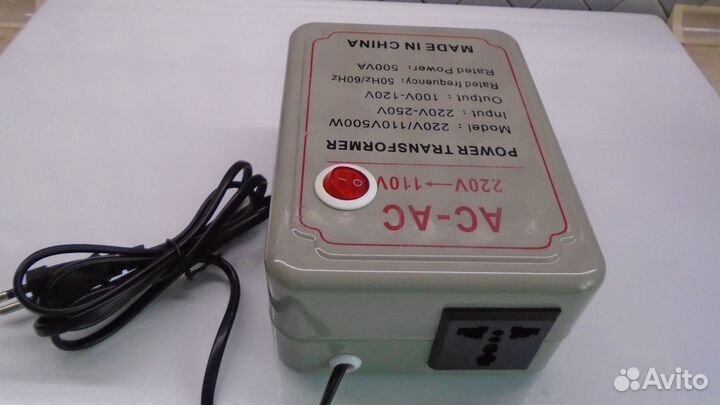 AC-AC
220V→110V
POWER TRANSFORMER
Model : 220V/110V500W
Input : 220V-250V
Output : 100V-120V
Rated frequency: 50Hz/60Hz
Rated Power: 500VA
MADE IN CHINA
Avito